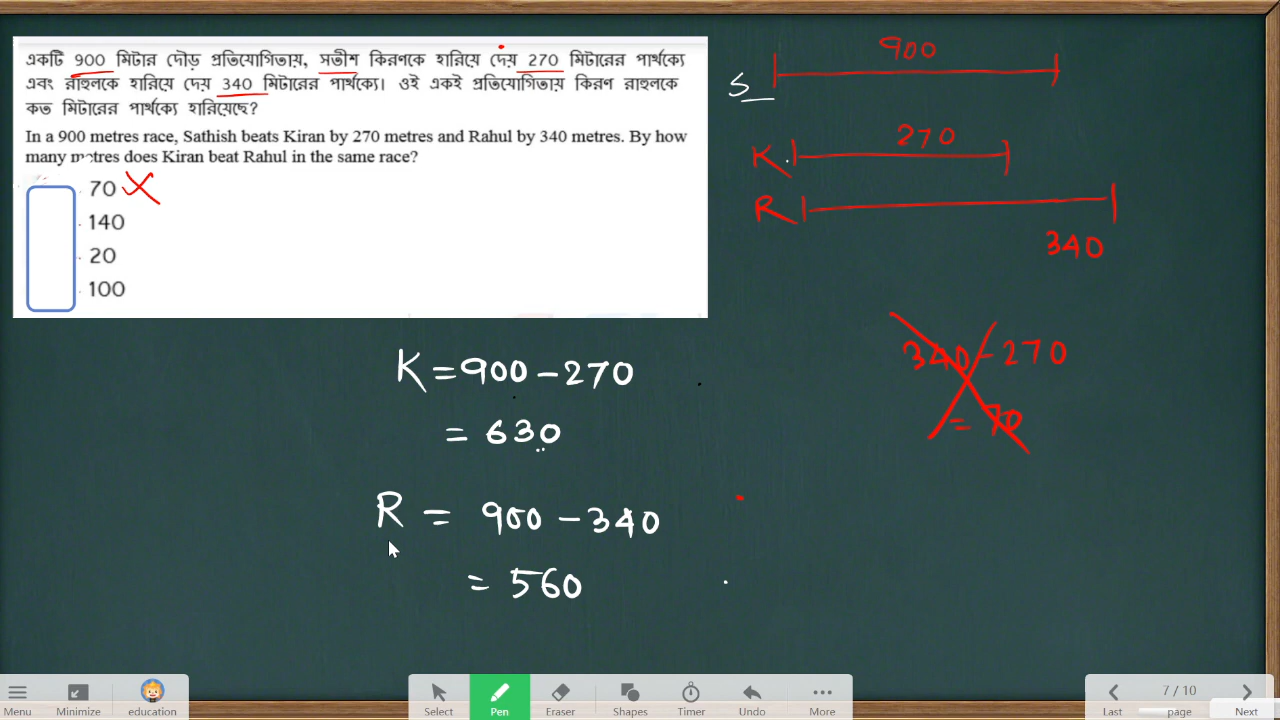 একটি 900 মিটার দৌড় প্রতিযোগিতায়, সতীশ কিরণকে হারিয়ে দেয় 270 মিটারের পার্থক্যে
এবং রাহুলকে হারিয়ে দেয় 340 মিটারের পার্থক্যে। ওই একই প্রতিযোগিতায় কিরণ রাহুলকে
কত মিটারের পার্থক্যে হারিয়েছে?
In a 900 metres race, Sathish beats Kiran by 270 metres and Rahul by 340 metres. By how
many metres does Kiran beat Rahul in the same race?
70
140
20
100
900
S
K 270
R
340
340 - 270
= 70
K = 900 - 270
= 630
R = 900 - 340
= 560
Menu Minimize education Select Pen Eraser Shapes Timer Undo More
7 / 10
Last page Next